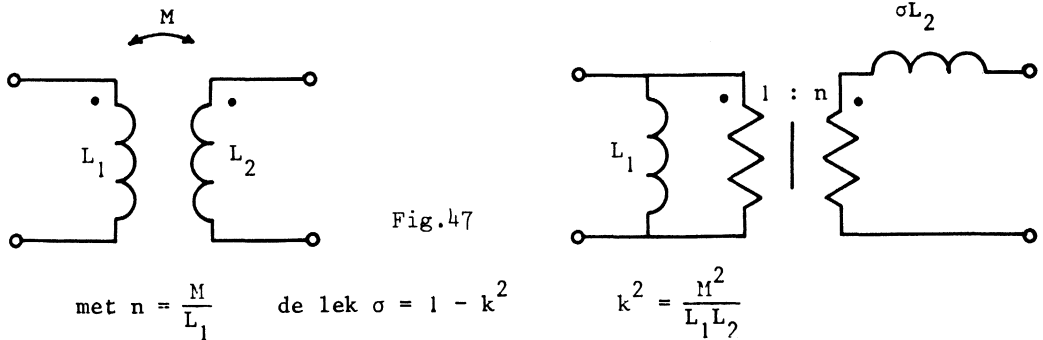 M
σL₂
1 : n
L₁
L₂
L₁
Fig.47
met n = M/L₁ de lek σ = 1 - k² k² = M²/L₁L₂